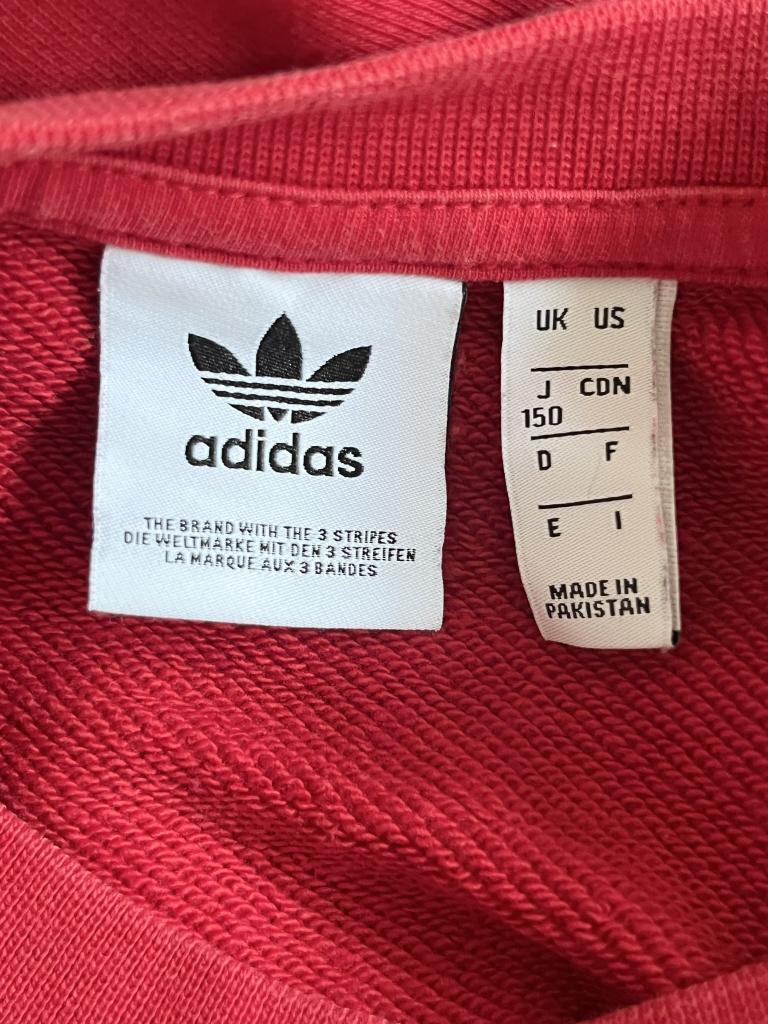 adidas
THE BRAND WITH THE 3 STRIPES
DIE WELTMARKE MIT DEN 3 STREIFEN
LA MARQUE AUX 3 BANDES
UK US
J CDN
150
D F
E I
MADE IN
PAKISTAN